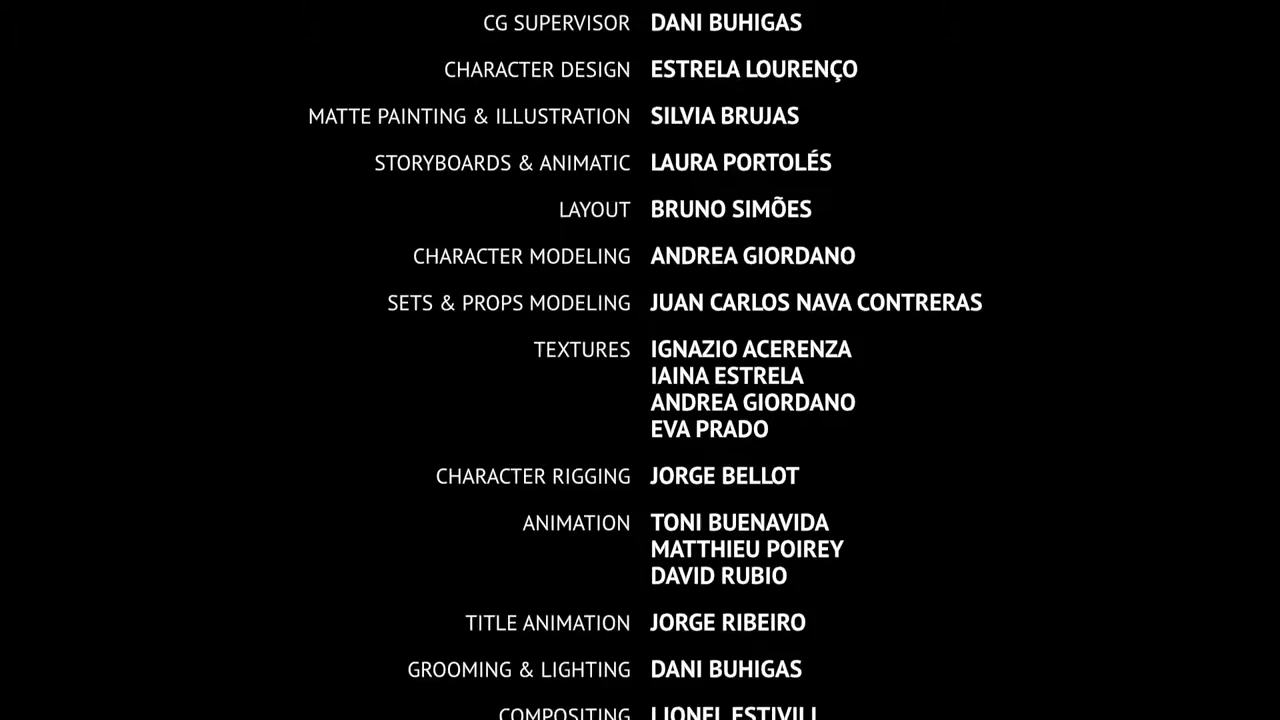 CG SUPERVISOR DANI BUHIGAS
CHARACTER DESIGN ESTRELA LOURENÇO
MATTE PAINTING & ILLUSTRATION SILVIA BRUJAS
STORYBOARDS & ANIMATIC LAURA PORTOLÉS
LAYOUT BRUNO SIMÕES
CHARACTER MODELING ANDREA GIORDANO
SETS & PROPS MODELING JUAN CARLOS NAVA CONTRERAS
TEXTURES IGNAZIO ACERENZA
IAINA ESTRELA
ANDREA GIORDANO
EVA PRADO
CHARACTER RIGGING JORGE BELLOT
ANIMATION TONI BUENAVIDA
MATTHIEU POIREY
DAVID RUBIO
TITLE ANIMATION JORGE RIBEIRO
GROOMING & LIGHTING DANI BUHIGAS
COMPOSITING LIONEL ESTIVILL